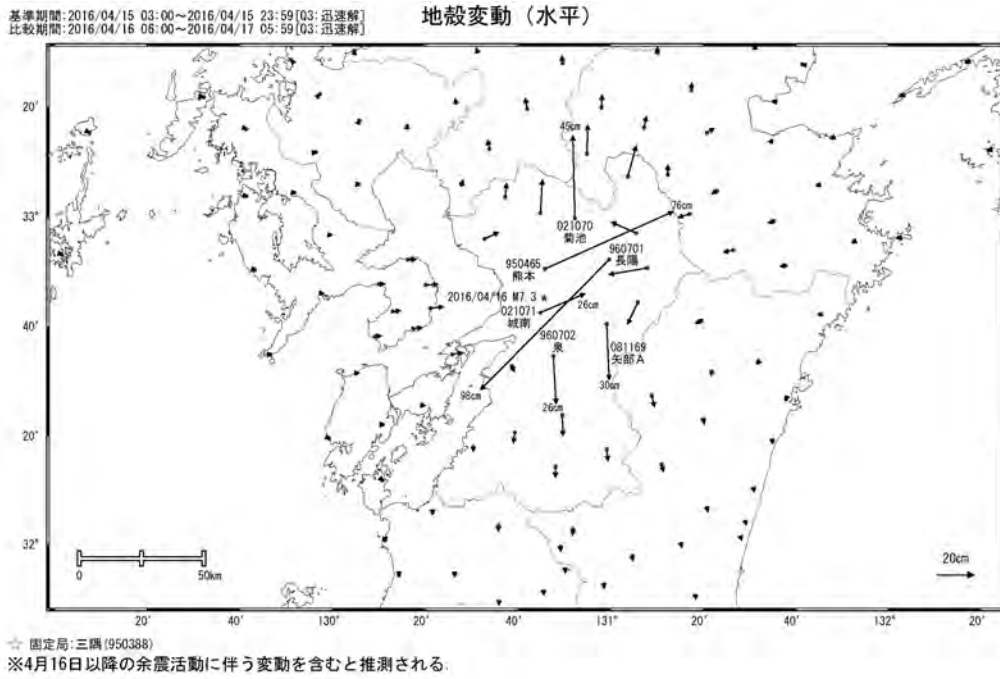 地殻変動（水平）
基準期間:2016/04/15 03:00～2016/04/15 23:59[Q3:迅速解]
比較期間:2016/04/16 06:00～2016/04/17 05:59[Q3:迅速解]
20′
45cm
33°
76cm
021070
菊池
960701
長陽
950465
熊本
2016/04/16 M7.3
26cm
021071
城南
40′
960702
泉
081169
矢部A
30cm
98cm
26cm
20′
32°
0
50km
20cm
20′
40′
130°
20′
40′
131°
20′
40′
132°
20′
☆ 固定局:三隅(950388)
※4月16日以降の余震活動に伴う変動を含むと推測される.